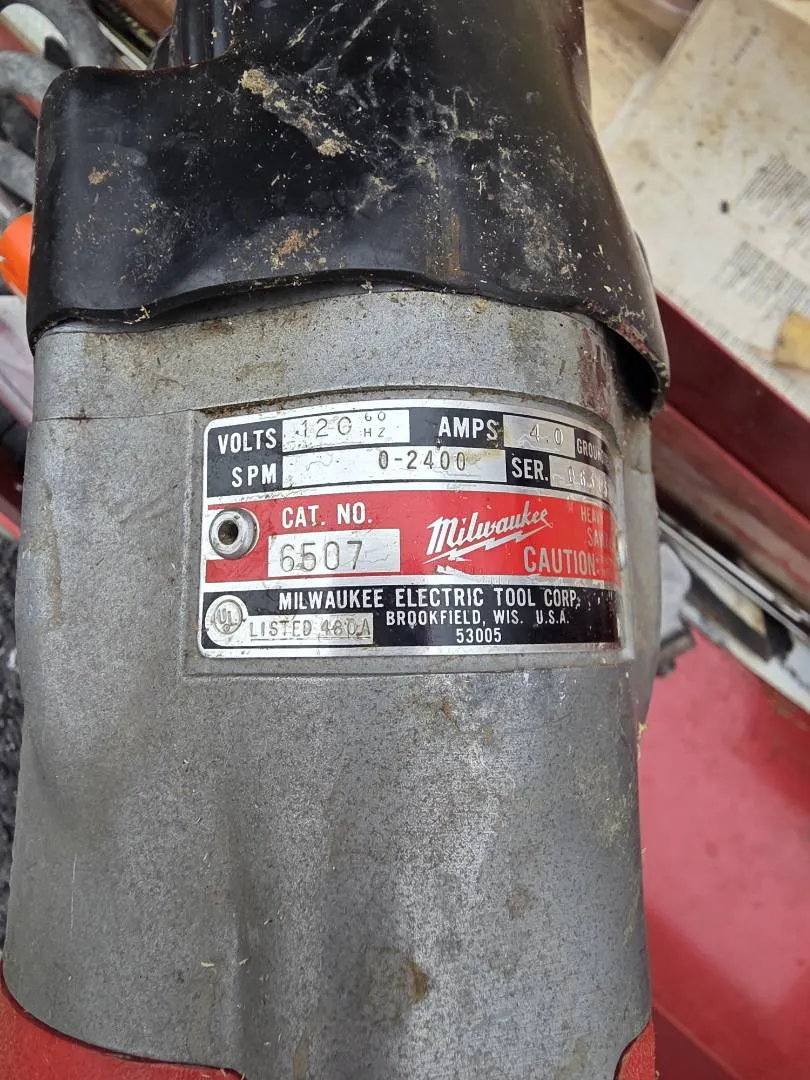 VOLTS 120 60 HZ AMPS 4.0
SPM 0-2400 SER.
CAT. NO. Milwaukee
6507 CAUTION:
MILWAUKEE ELECTRIC TOOL CORP.
UL LISTED 480A BROOKFIELD, WIS. U.S.A.
53005